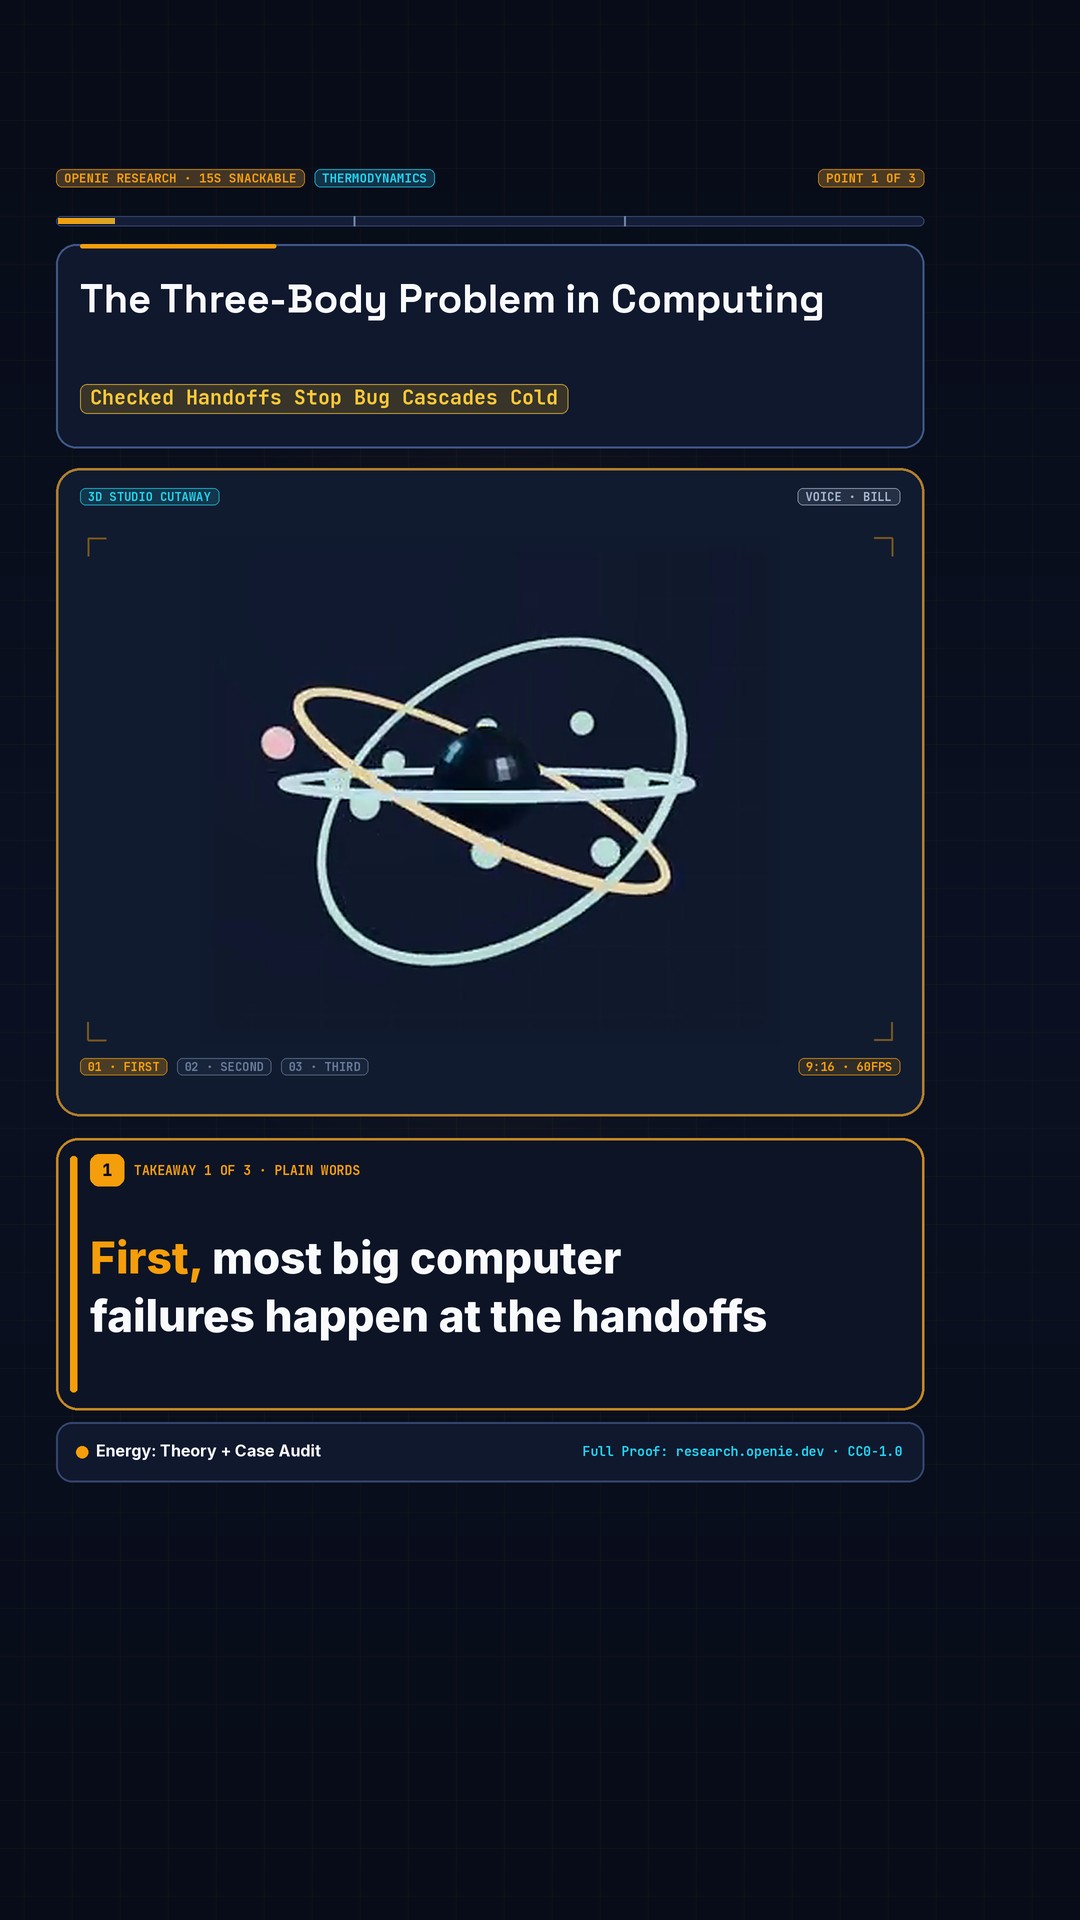 OPENIE RESEARCH · 15S SNACKABLE
THERMODYNAMICS
POINT 1 OF 3
The Three-Body Problem in Computing
Checked Handoffs Stop Bug Cascades Cold
3D STUDIO CUTAWAY
VOICE · BILL
01 · FIRST
02 · SECOND
03 · THIRD
9:16 · 60FPS
1
TAKEAWAY 1 OF 3 · PLAIN WORDS
First, most big computer
failures happen at the handoffs
Energy: Theory + Case Audit
Full Proof: research.openie.dev · CC0-1.0